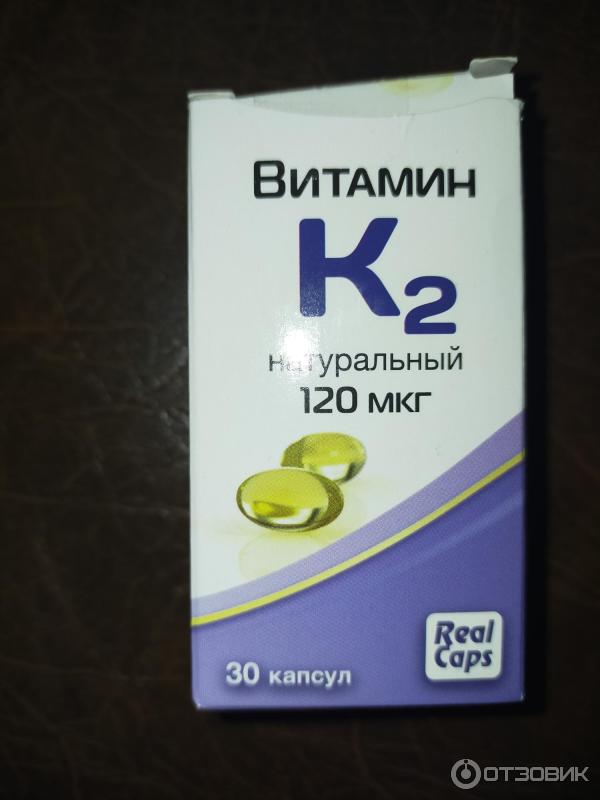 Витамин
K2
натуральный
120 мкг
Real
Caps
30 капсул
ОТЗОВИК